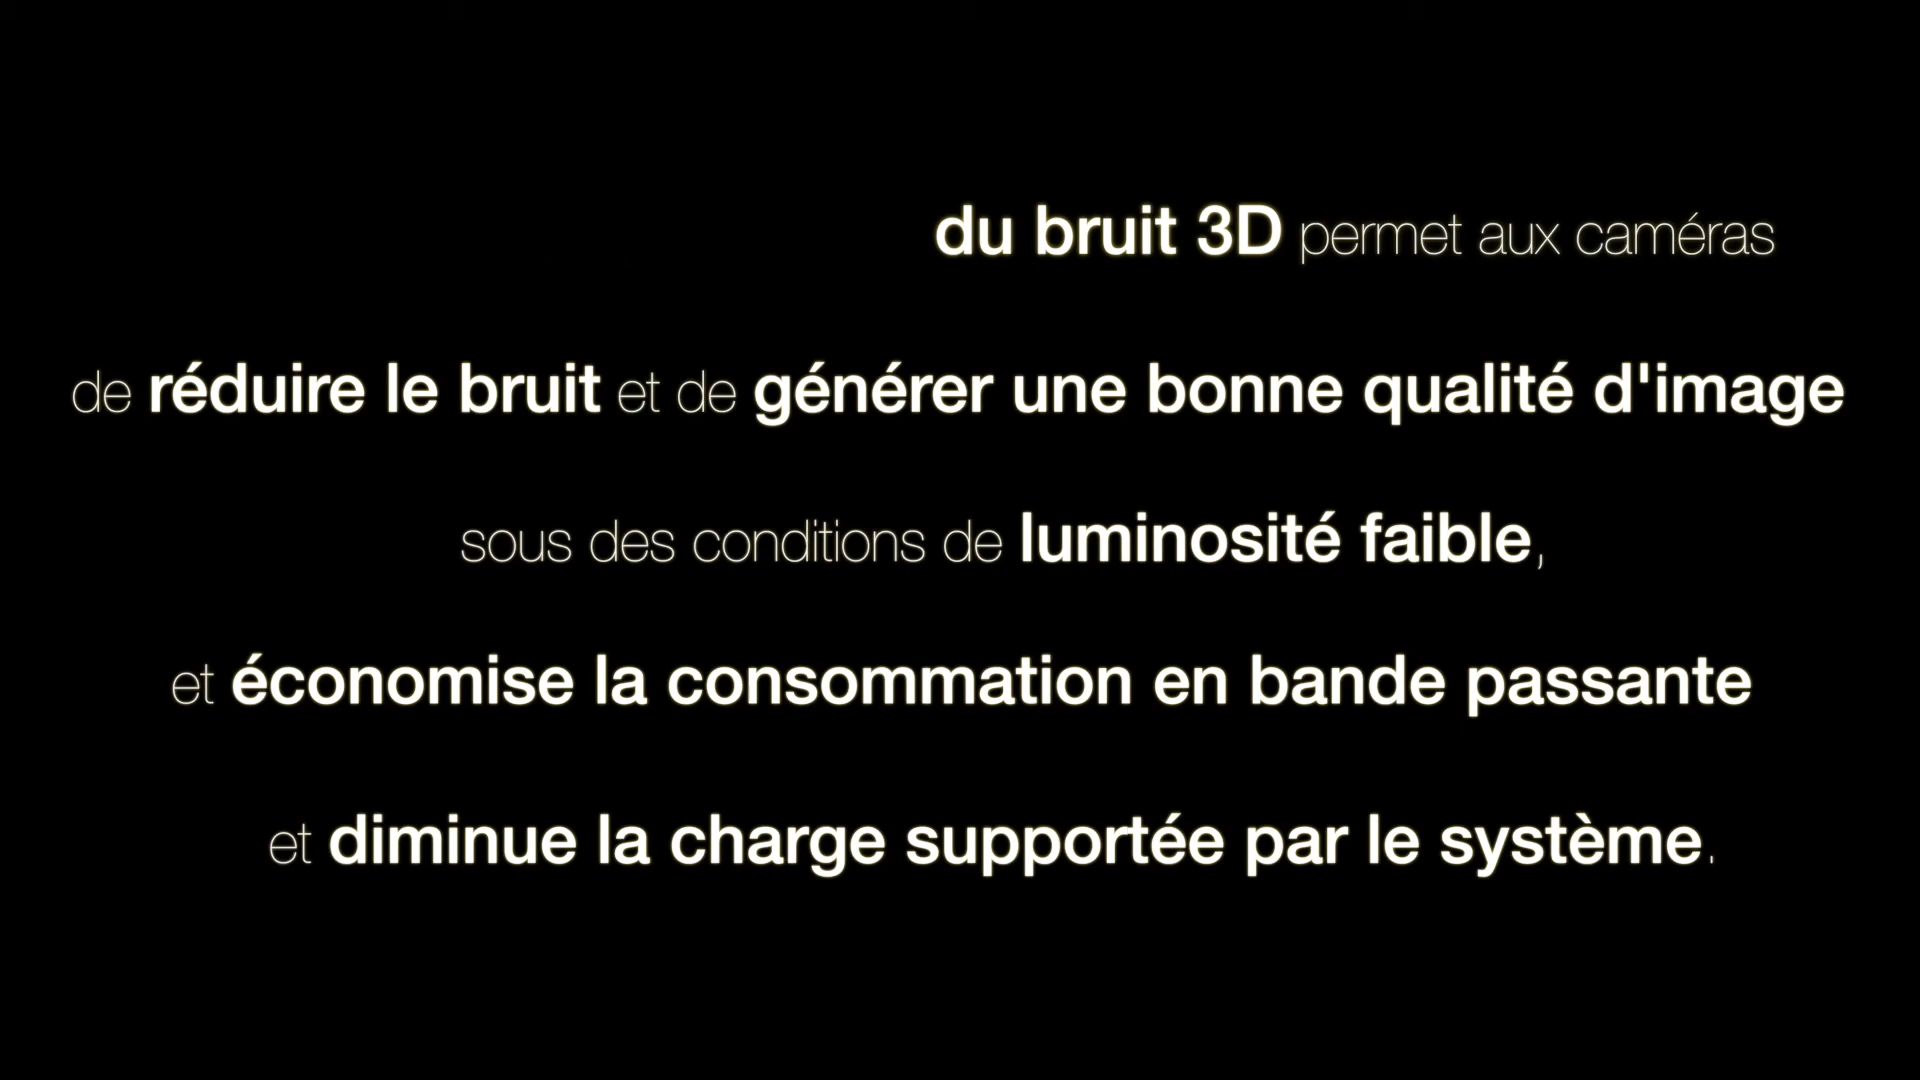 du bruit 3D permet aux caméras
de réduire le bruit et de générer une bonne qualité d'image
sous des conditions de luminosité faible,
et économise la consommation en bande passante
et diminue la charge supportée par le système.